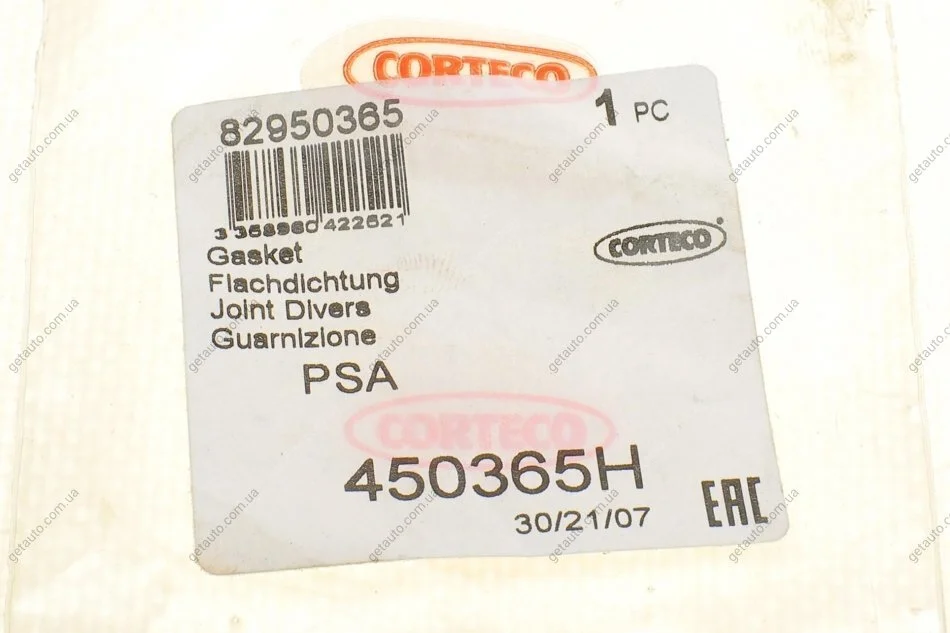 CORTECO
82950365
1 PC
3 358960 422621
CORTECO
Gasket
Flachdichtung
Joint Divers
Guarnizione
PSA
CORTECO
450365H
30/21/07
EAC
getauto.com.ua